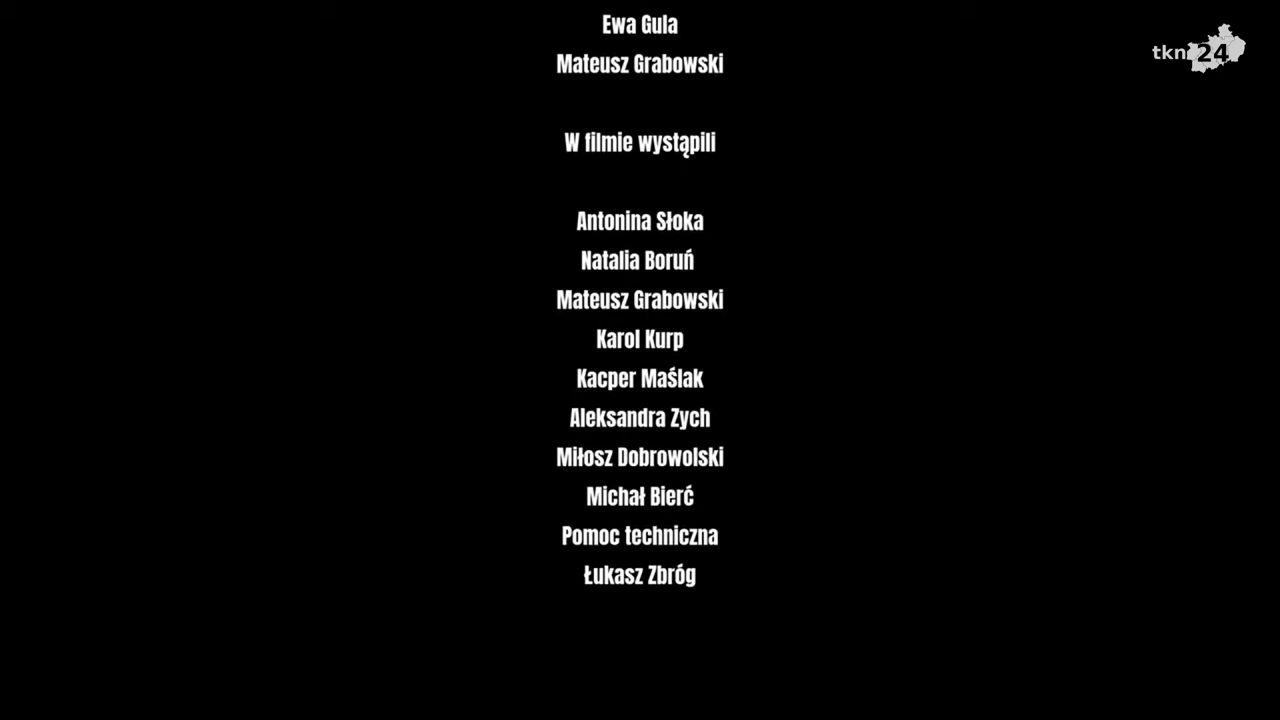 Ewa Gula
Mateusz Grabowski
tkn 24
W filmie wystąpili
Antonina Słoka
Natalia Boruń
Mateusz Grabowski
Karol Kurp
Kacper Maślak
Aleksandra Zych
Miłosz Dobrowolski
Michał Bierć
Pomoc techniczna
Łukasz Zbróg